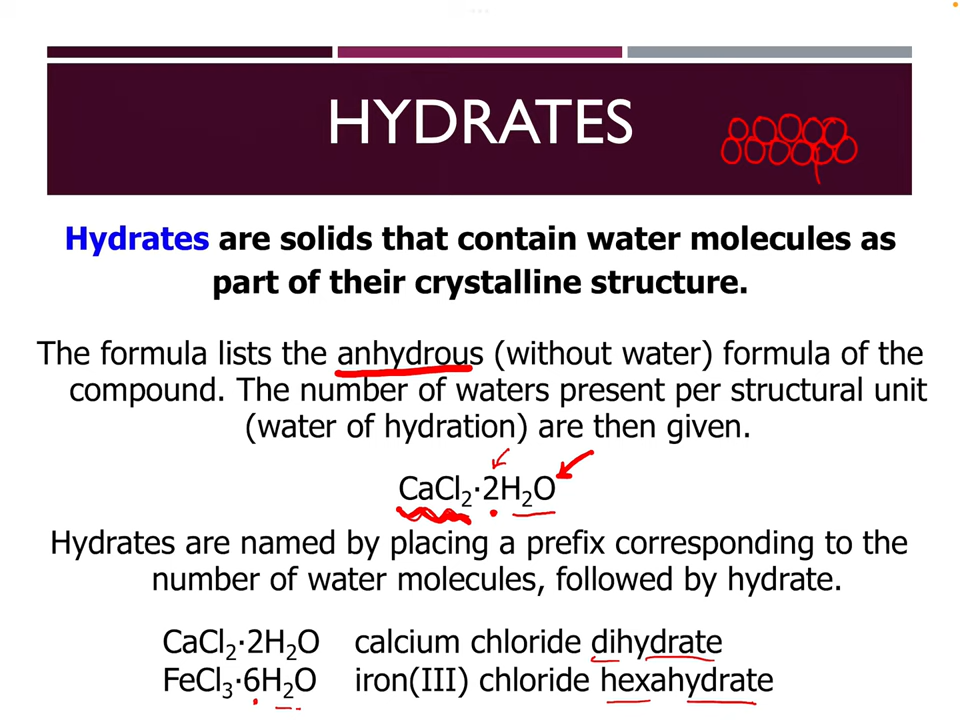 HYDRATES
Hydrates are solids that contain water molecules as
part of their crystalline structure.
The formula lists the anhydrous (without water) formula of the
compound. The number of waters present per structural unit
(water of hydration) are then given.
CaCl₂·2H₂O
Hydrates are named by placing a prefix corresponding to the
number of water molecules, followed by hydrate.
CaCl₂·2H₂O calcium chloride dihydrate
FeCl₃·6H₂O iron(III) chloride hexahydrate